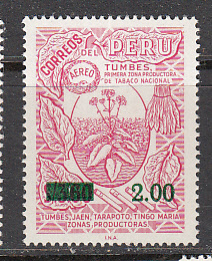 CORREOS DEL PERU
AEREO
TUMBES,
PRIMERA ZONA PRODUCTORA
DE TABACO NACIONAL
2.00
TUMBES, JAEN, TARAPOTO, TINGO MARIA
ZONAS PRODUCTORAS
I.N.A.